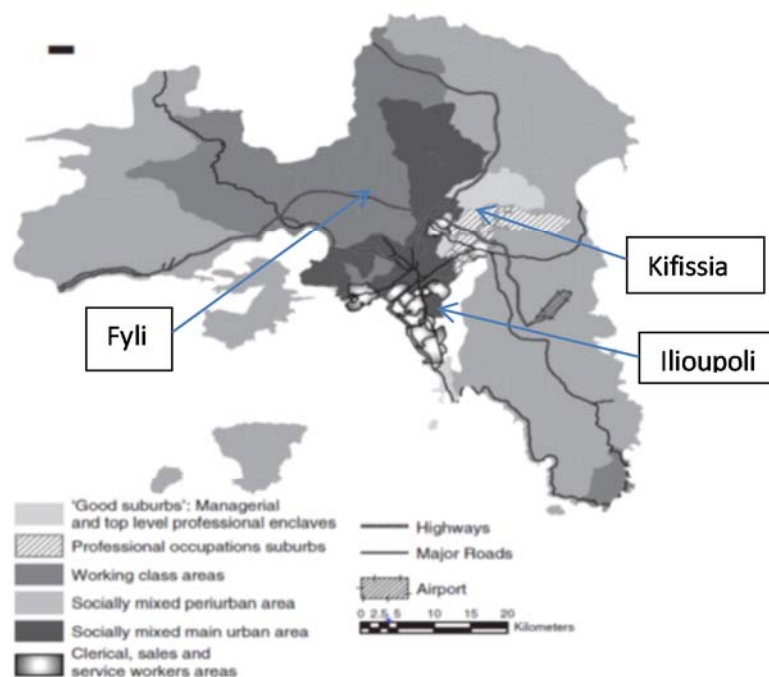 Kifissia
Fyli
Ilioupoli
'Good suburbs': Managerial
and top level professional enclaves
Professional occupations suburbs
Working class areas
Socially mixed periurban area
Socially mixed main urban area
Clerical, sales and
service workers areas
Highways
Major Roads
Airport
0 2.5 5 10 15 20
Kilometers